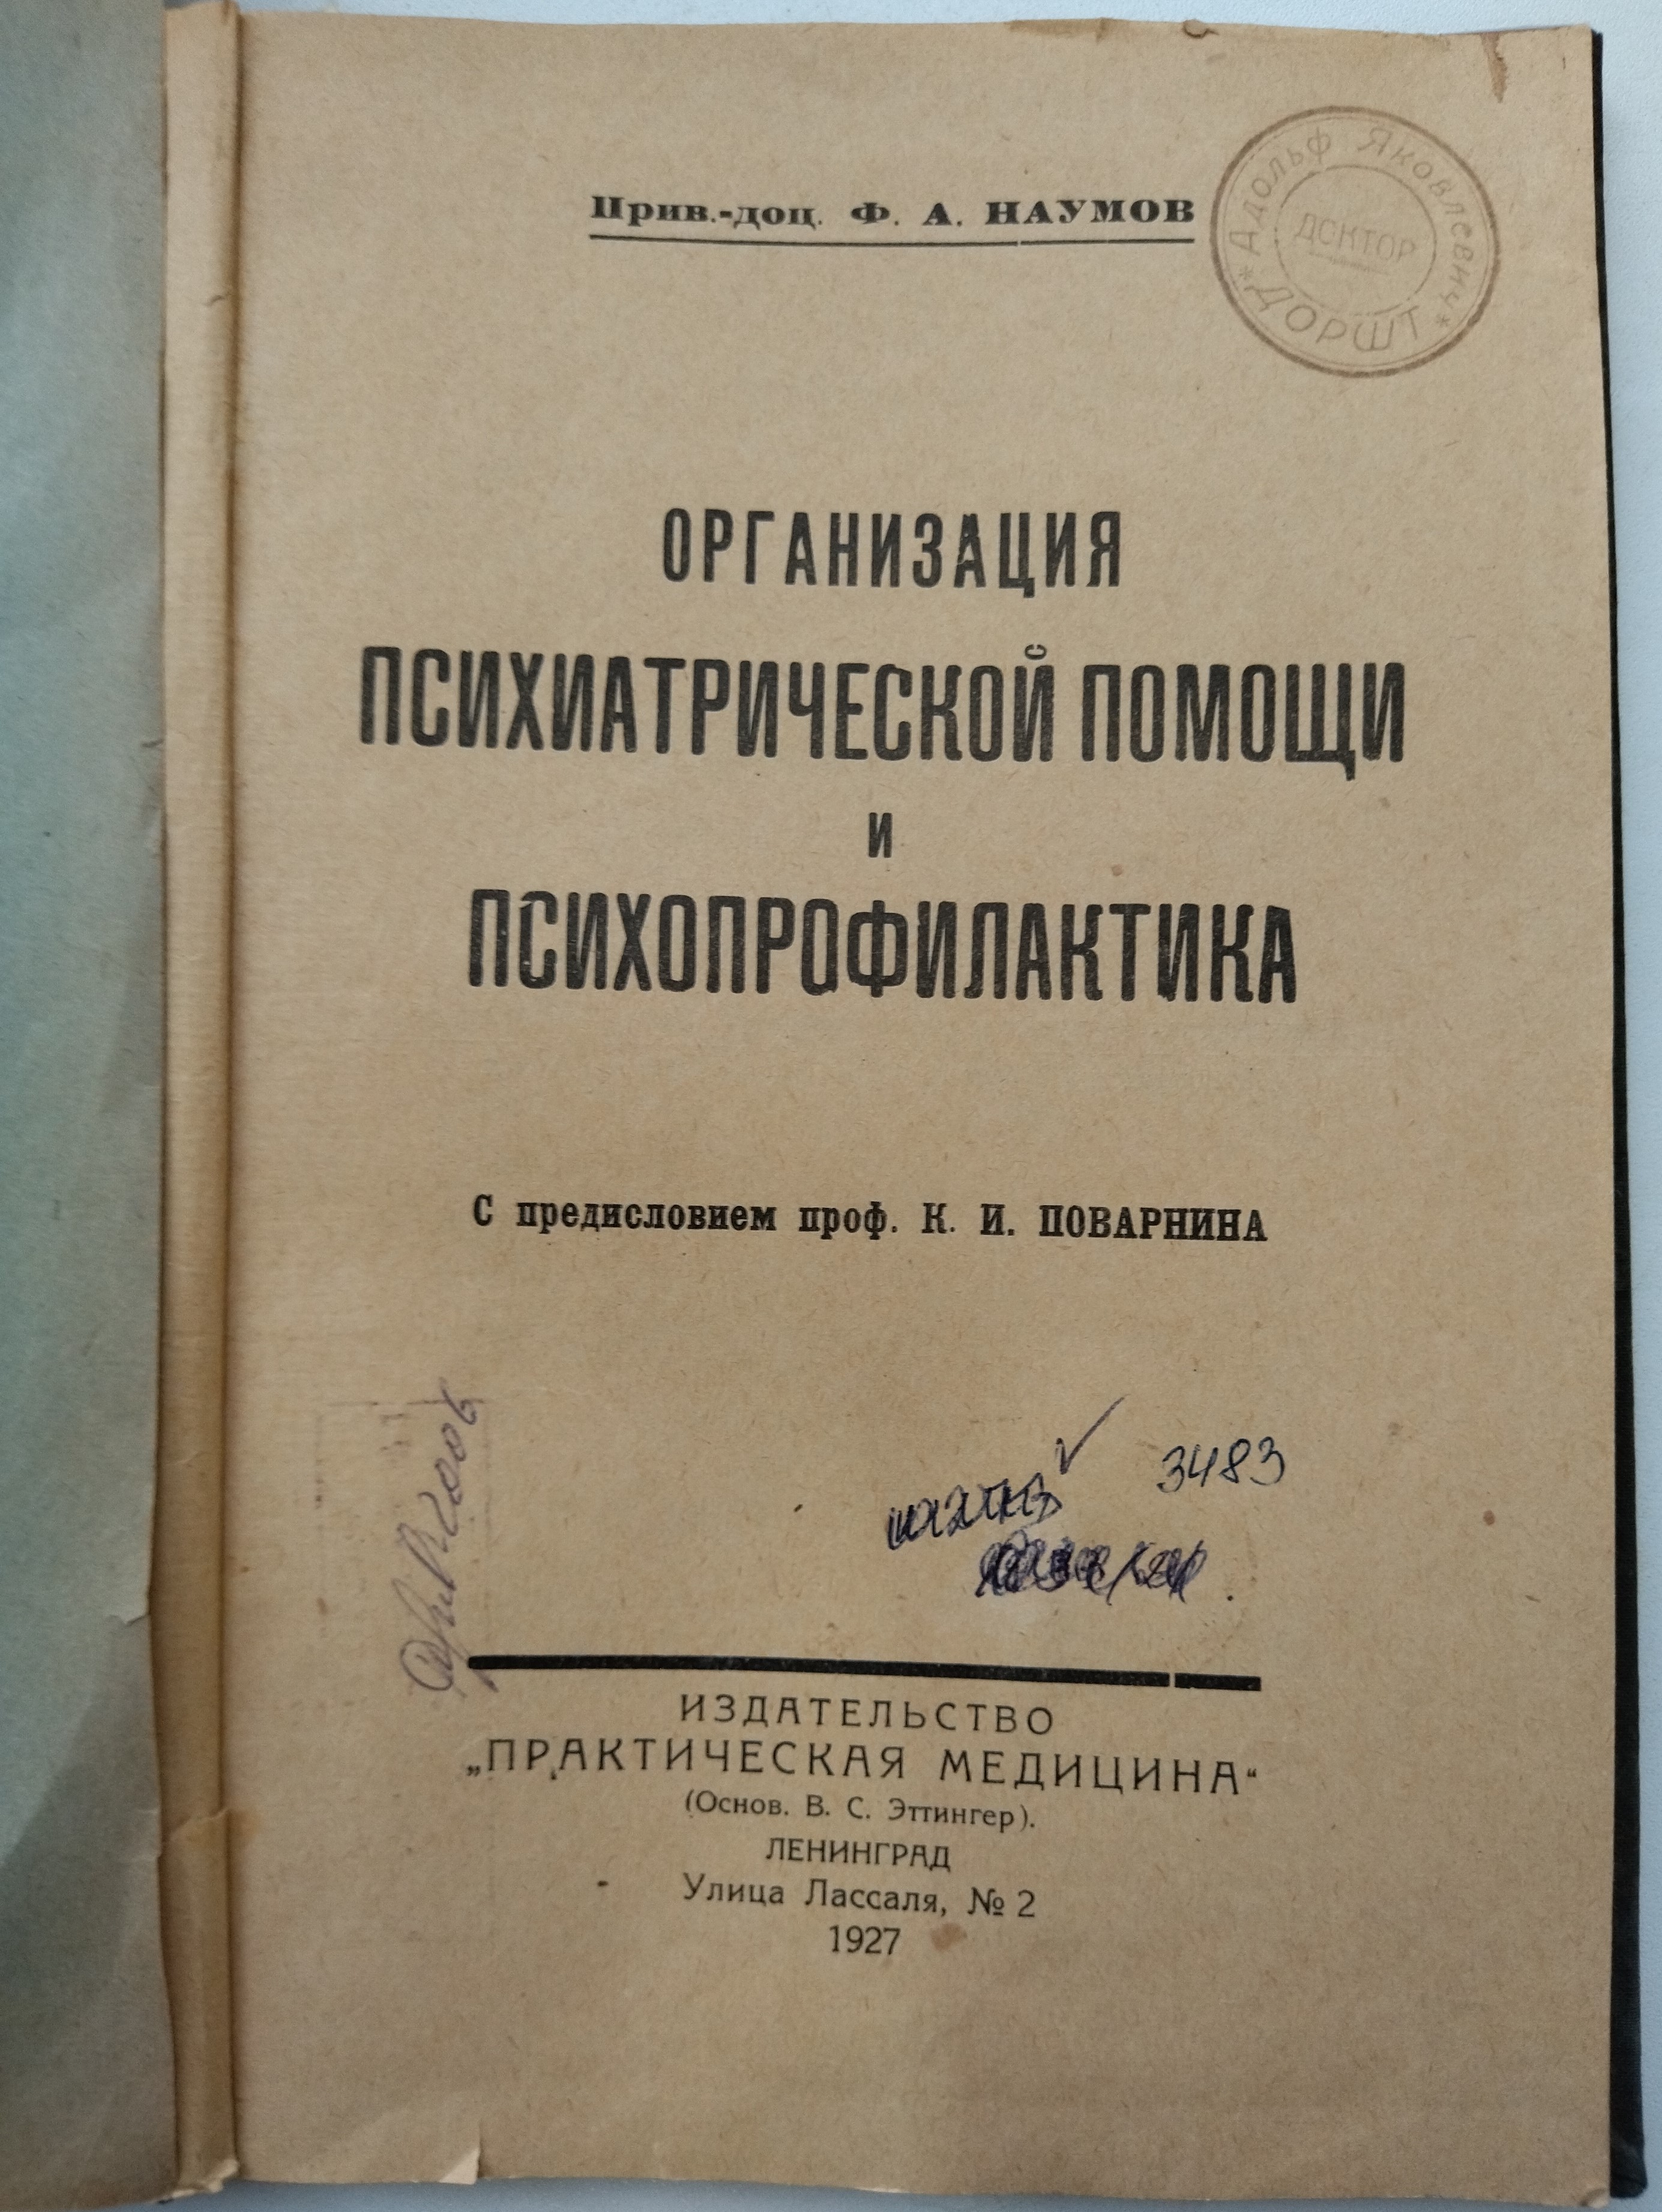 Прив.-доц. Ф. А. НАУМОВ
Адольф Яковлевич
ДОКТОР
* ДОРШТ *
ОРГАНИЗАЦИЯ
ПСИХИАТРИЧЕСКОЙ ПОМОЩИ
И
ПСИХОПРОФИЛАКТИКА
С предисловием проф. К. И. ПОВАРНИНА
3483
ИЗДАТЕЛЬСТВО
„ПРАКТИЧЕСКАЯ МЕДИЦИНА“
(Основ. В. С. Эттингер).
ЛЕНИНГРАД
Улица Лассаля, № 2
1927